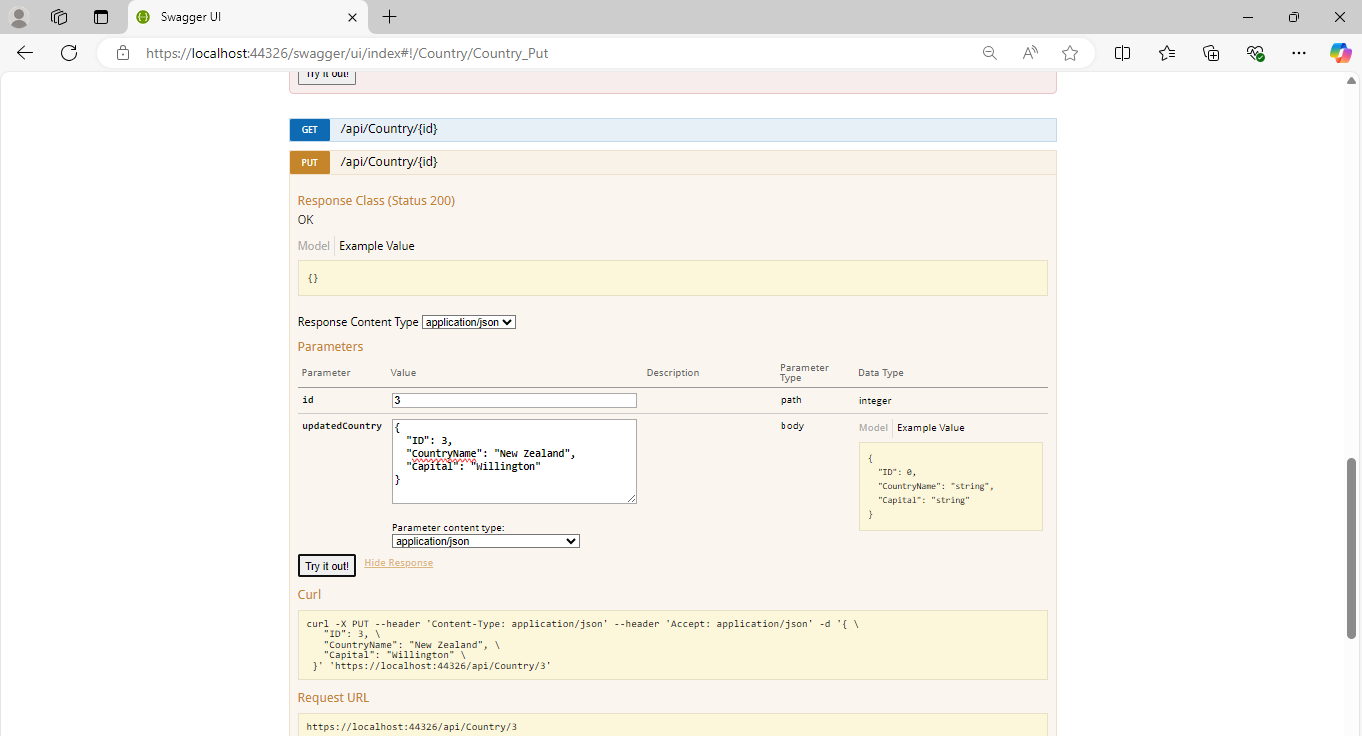 Swagger UI
https://localhost:44326/swagger/ui/index#!/Country/Country_Put
Try it out!
GET /api/Country/{id}
PUT /api/Country/{id}
Response Class (Status 200)
OK
Model Example Value
{}
Response Content Type application/json
Parameters
Parameter Value Description Parameter Type Data Type
id 3 path integer
updatedCountry
{
"ID": 3,
"CountryName": "New Zealand",
"Capital": "Willington"
}
body
Model Example Value
{
"ID": 0,
"CountryName": "string",
"Capital": "string"
}
Parameter content type:
application/json
Try it out! Hide Response
Curl
curl -X PUT --header 'Content-Type: application/json' --header 'Accept: application/json' -d '{ \
"ID": 3, \
"CountryName": "New Zealand", \
"Capital": "Willington" \
}' 'https://localhost:44326/api/Country/3'
Request URL
https://localhost:44326/api/Country/3